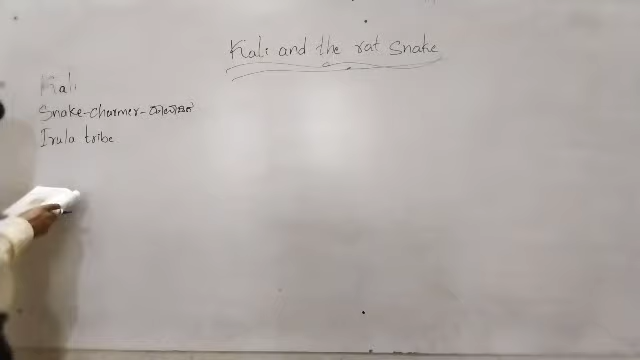 Kali and the rat Snake
Kali
Snake-charmer-
Irula tribe